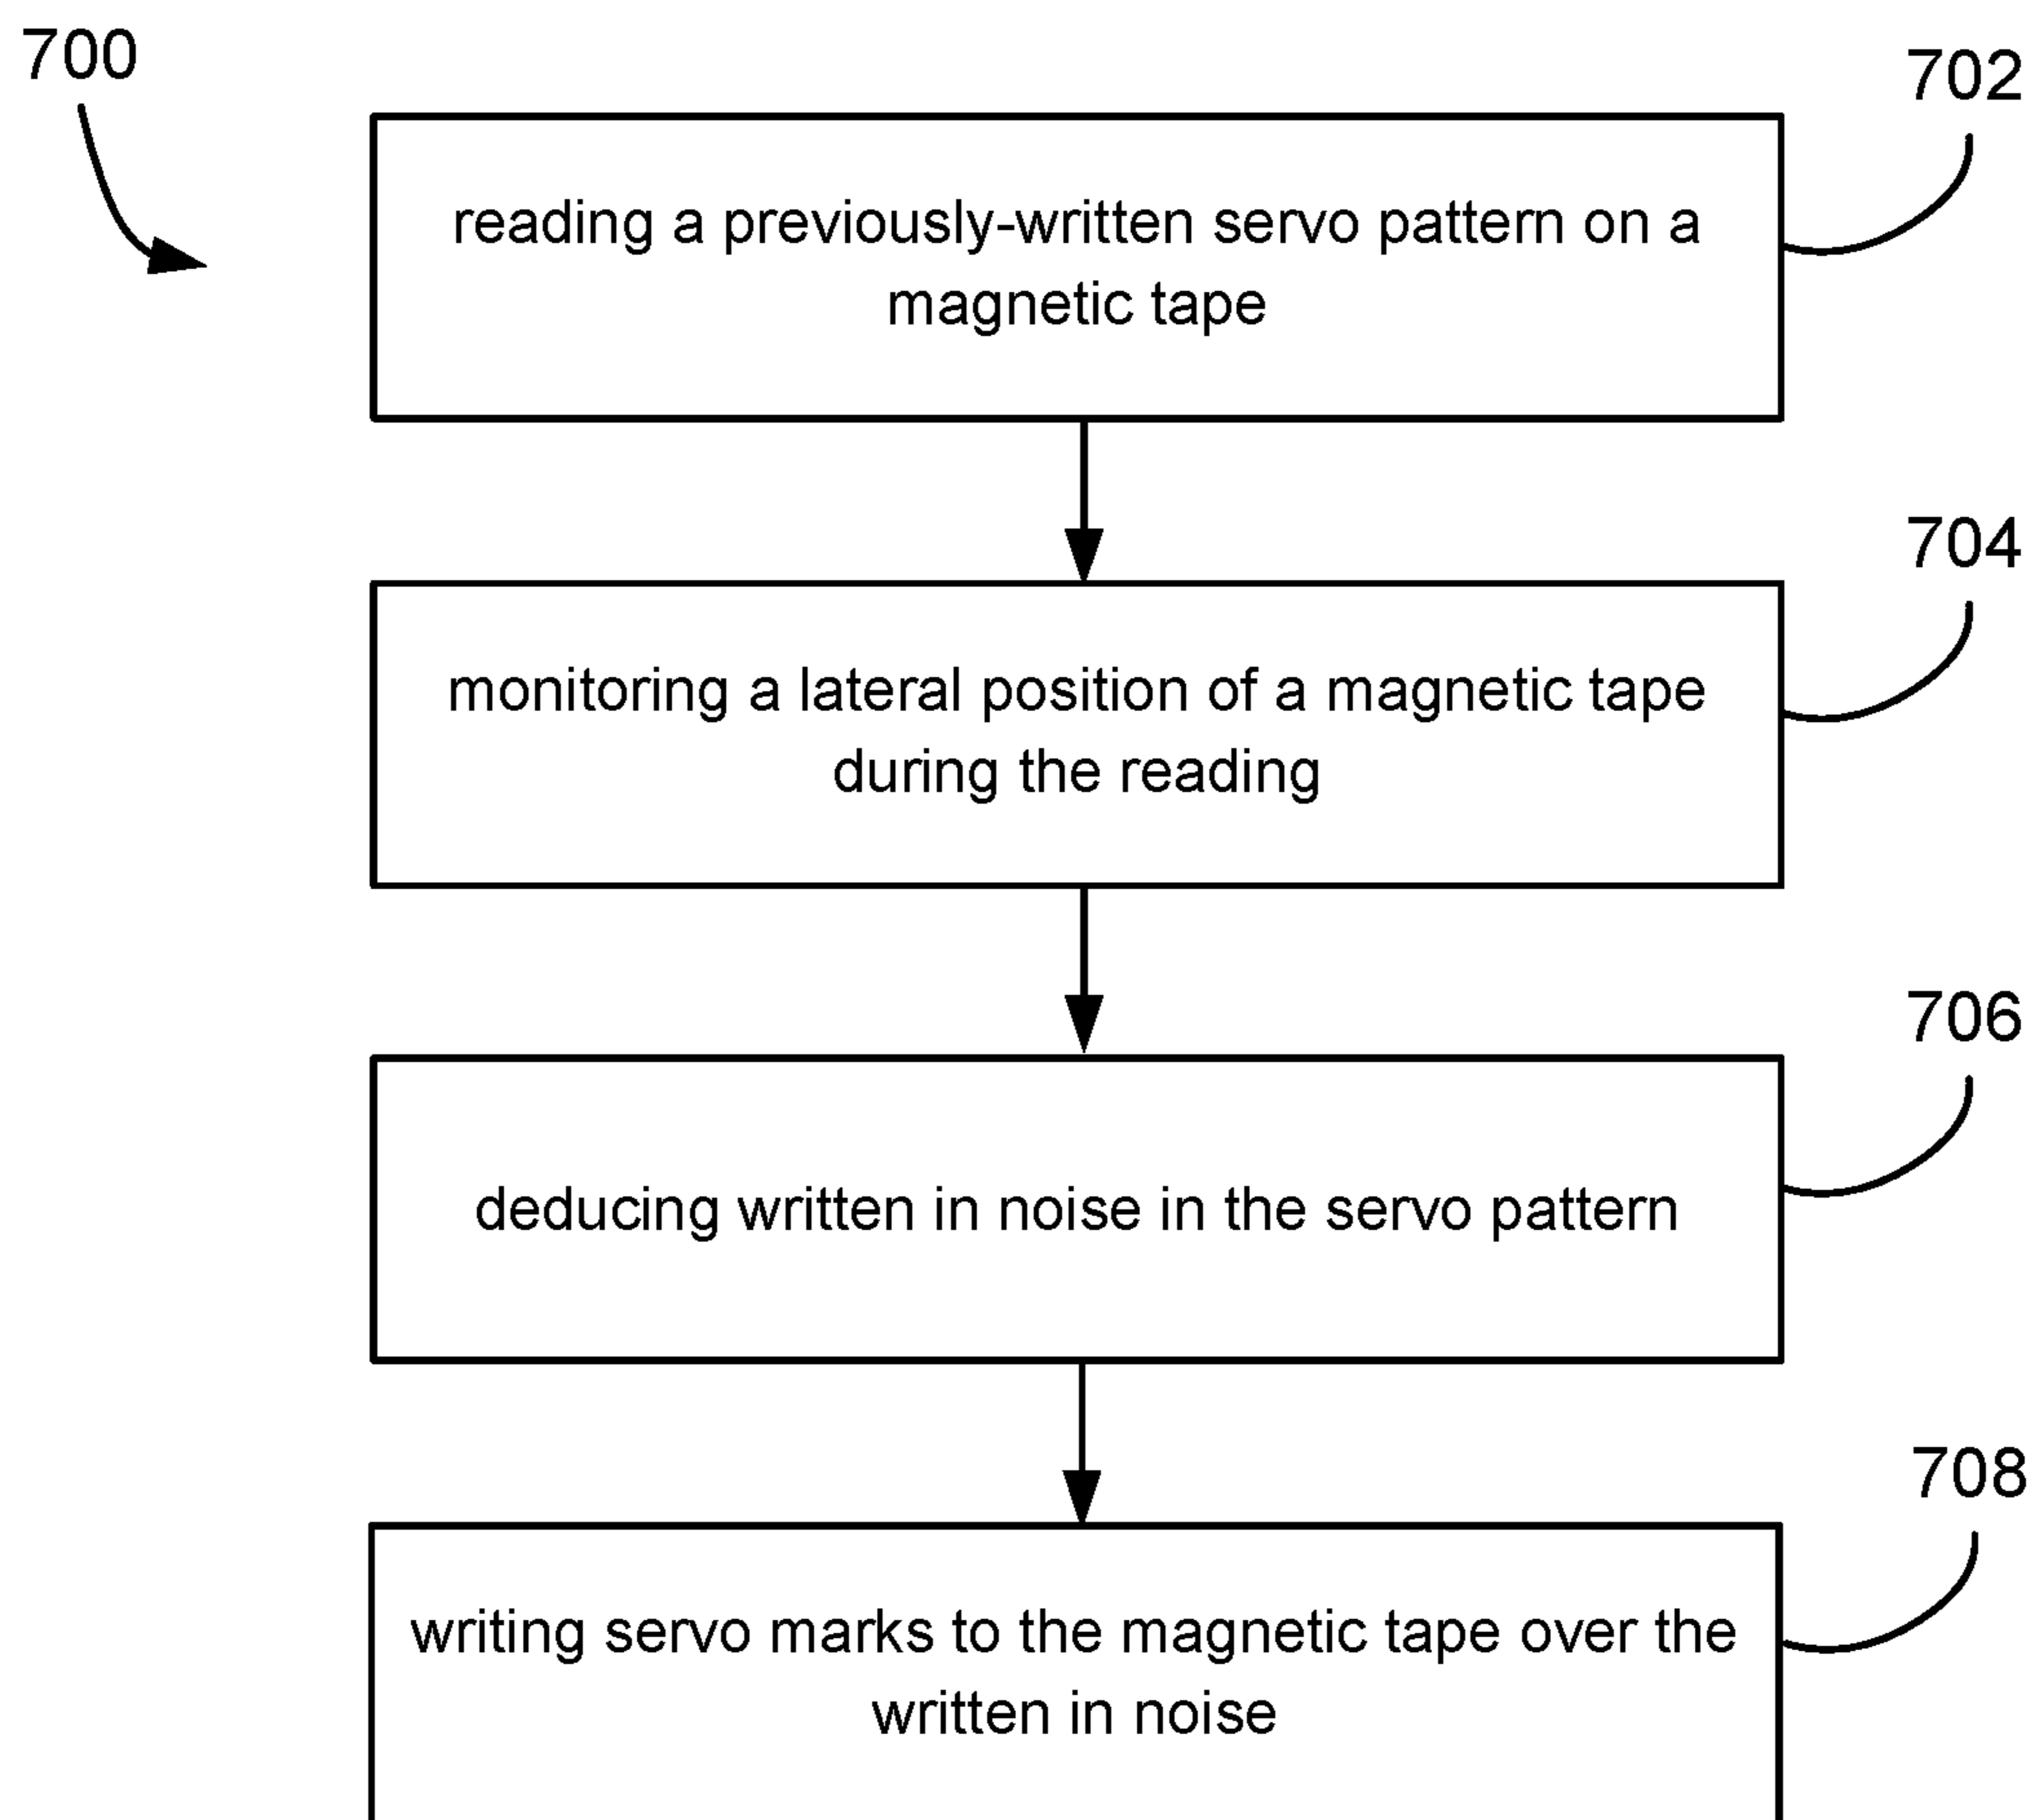 700
702
reading a previously-written servo pattern on a
magnetic tape
704
monitoring a lateral position of a magnetic tape
during the reading
706
deducing written in noise in the servo pattern
708
writing servo marks to the magnetic tape over the
written in noise